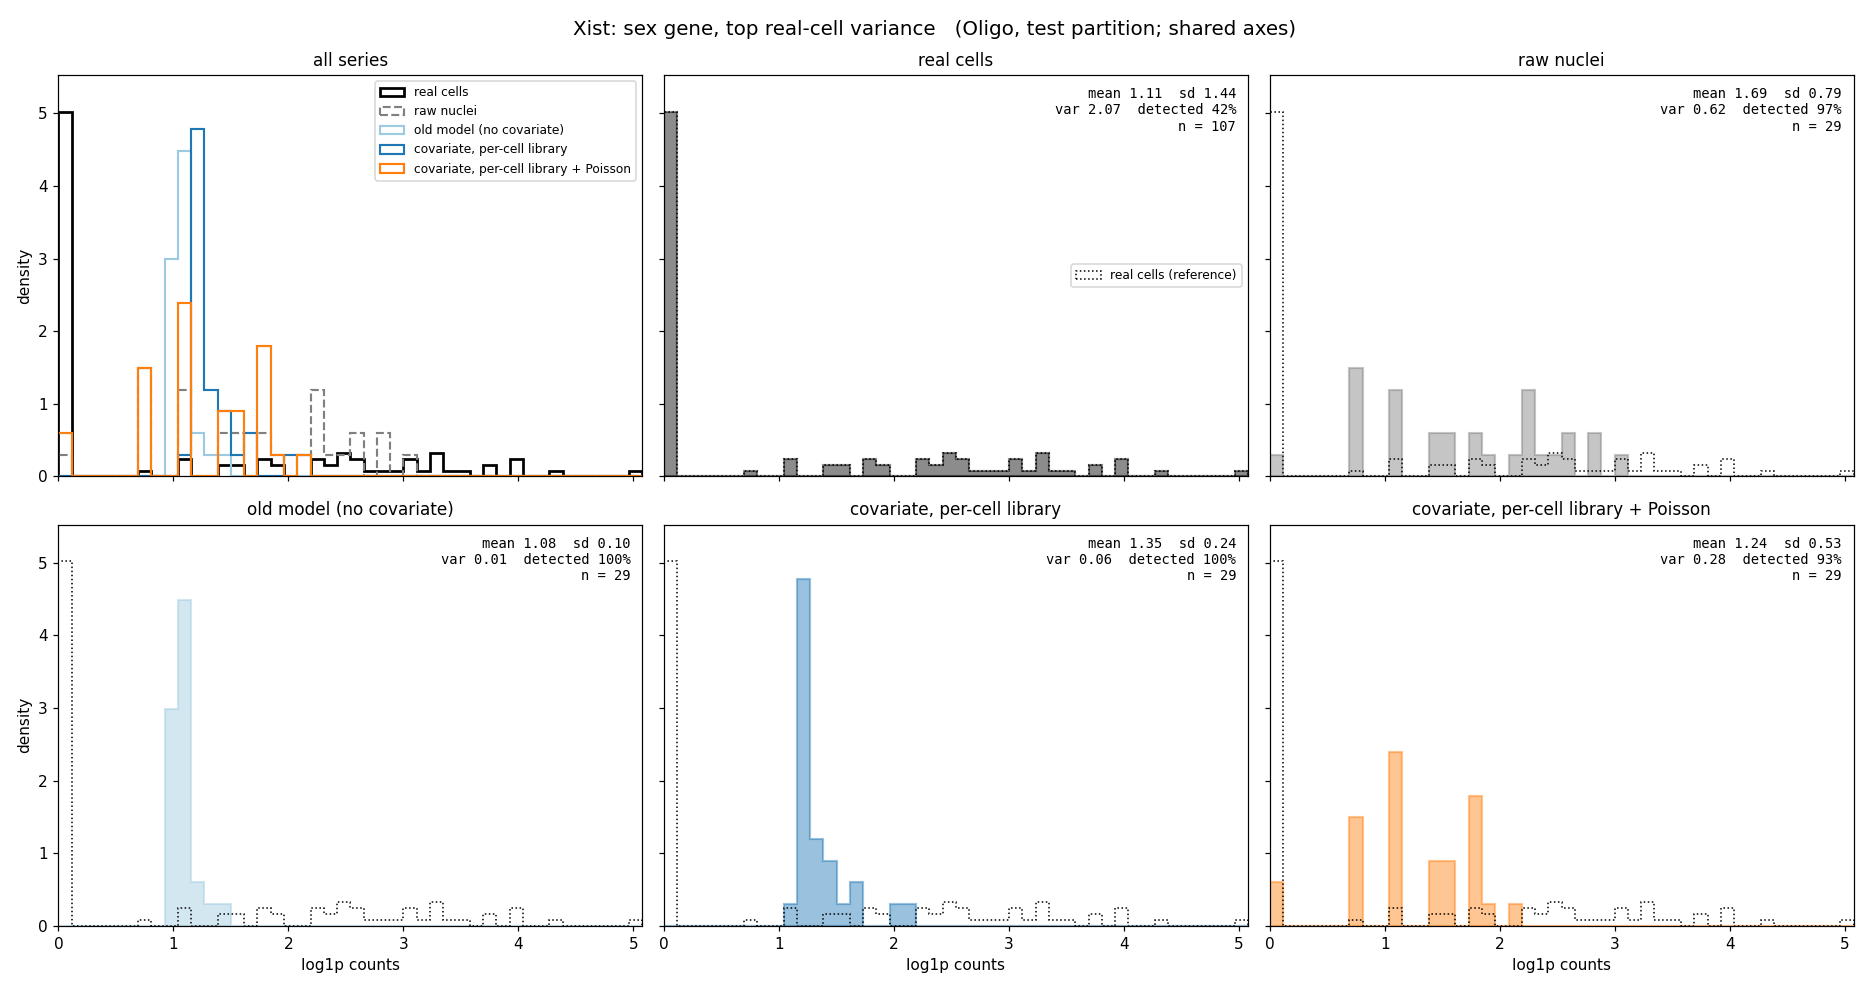 Xist: sex gene, top real-cell variance (Oligo, test partition; shared axes)
all series
real cells
raw nuclei
old model (no covariate)
covariate, per-cell library
covariate, per-cell library + Poisson
density
5
4
3
2
1
0
real cells
mean 1.11 sd 1.44
var 2.07 detected 42%
n = 107
real cells (reference)
raw nuclei
mean 1.69 sd 0.79
var 0.62 detected 97%
n = 29
old model (no covariate)
mean 1.08 sd 0.10
var 0.01 detected 100%
n = 29
density
5
4
3
2
1
0
0 1 2 3 4 5
log1p counts
covariate, per-cell library
mean 1.35 sd 0.24
var 0.06 detected 100%
n = 29
0 1 2 3 4 5
log1p counts
covariate, per-cell library + Poisson
mean 1.24 sd 0.53
var 0.28 detected 93%
n = 29
0 1 2 3 4 5
log1p counts